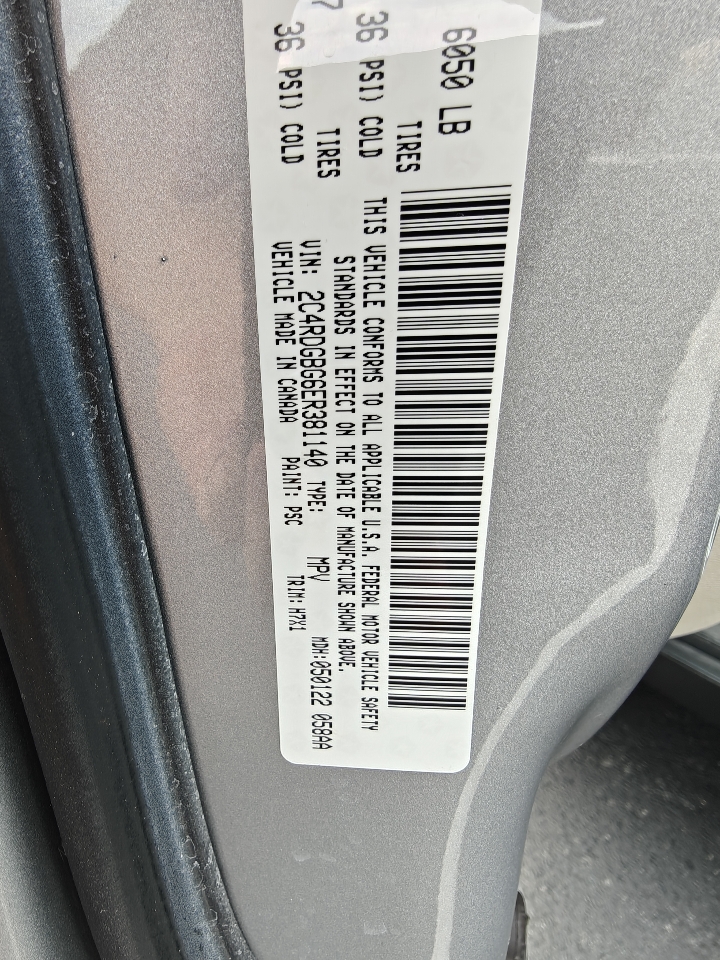 6050 LB
TIRES
36 PSI) COLD
TIRES
7
36 PSI) COLD
THIS VEHICLE CONFORMS TO ALL APPLICABLE U.S.A. FEDERAL MOTOR VEHICLE SAFETY
STANDARDS IN EFFECT ON THE DATE OF MANUFACTURE SHOWN ABOVE.
VIN: 2C4RDGBG6ER381140 TYPE: MPV MDH:050122 058AA
VEHICLE MADE IN CANADA PAINT: PSC TRIM: H7X1